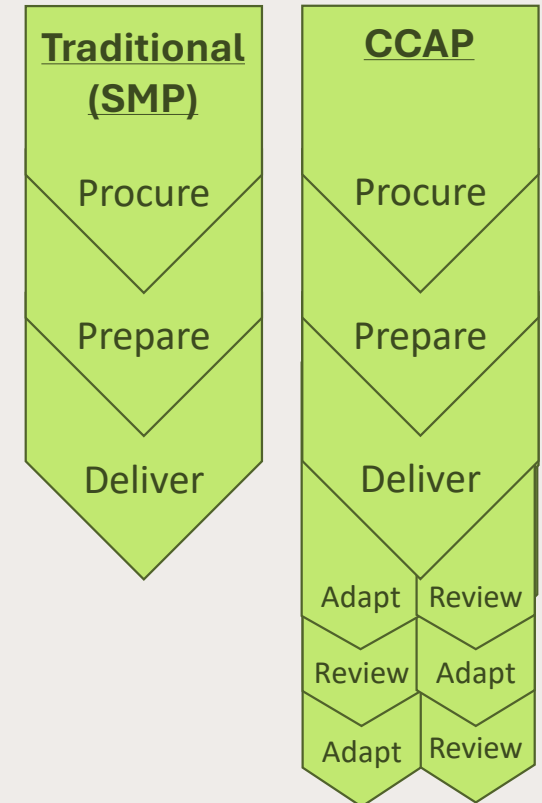 Traditional
(SMP)
Procure
Prepare
Deliver
CCAP
Procure
Prepare
Deliver
Adapt Review
Review Adapt
Adapt Review